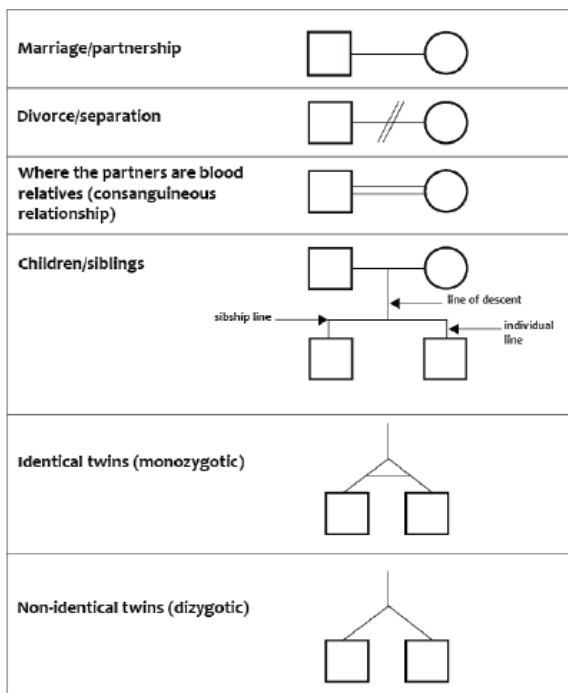 Marriage/partnership
Divorce/separation
Where the partners are blood
relatives (consanguineous
relationship)
Children/siblings
line of descent
sibship line
individual
line
Identical twins (monozygotic)
Non-identical twins (dizygotic)